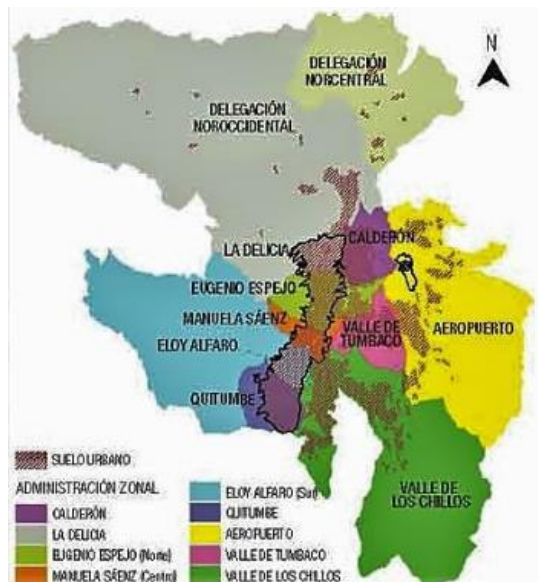 N
DELEGACIÓN
NORCENTRAL
DELEGACIÓN
NOROCCIDENTAL
CALDERÓN
LA DELICIA
EUGENIO ESPEJO
MANUELA SÁENZ
VALLE DE
TUMBACO
AEROPUERTO
ELOY ALFARO
QUITUMBE
VALLE DE
LOS CHILLOS
SUELO URBANO
ADMINISTRACIÓN ZONAL
CALDERÓN
LA DELICIA
EUGENIO ESPEJO (Norte)
MANUELA SÁENZ (Centro)
ELOY ALFARO (Sur)
QUITUMBE
AEROPUERTO
VALLE DE TUMBACO
VALLE DE LOS CHILLOS